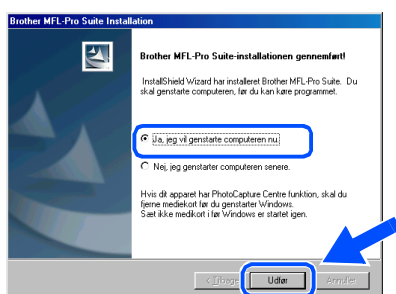 Brother MFL-Pro Suite Installation
Brother MFL-Pro Suite-installationen gennemført!
InstallShield Wizard har installeret Brother MFL-Pro Suite. Du
skal genstarte computeren, før du kan køre programmet.
Ja, jeg vil genstarte computeren nu.
Nej, jeg genstarter computeren senere.
Hvis dit apparat har PhotoCapture Centre funktion, skal du
fjerne mediekort før du genstarter Windows.
Sæt ikke medikort i før Windows er startet igen.
< Tilbage Udfør Annuller